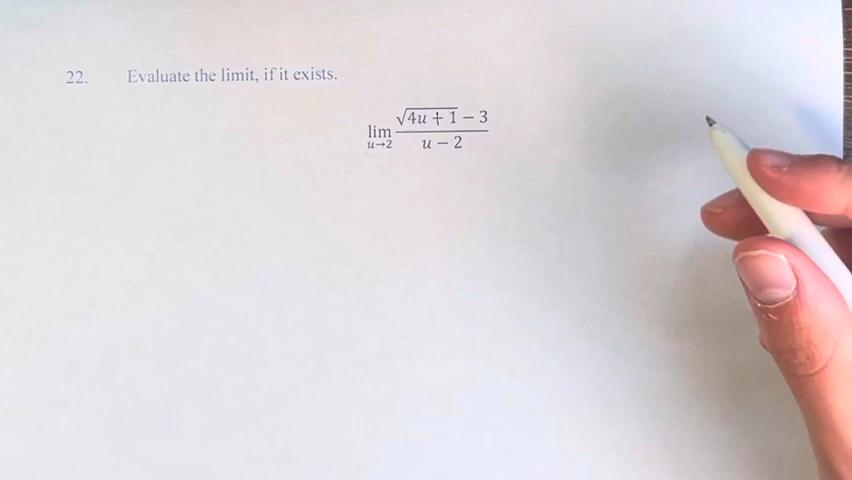 22. Evaluate the limit, if it exists.
lim u→2 (√(4u + 1) − 3) / (u − 2)